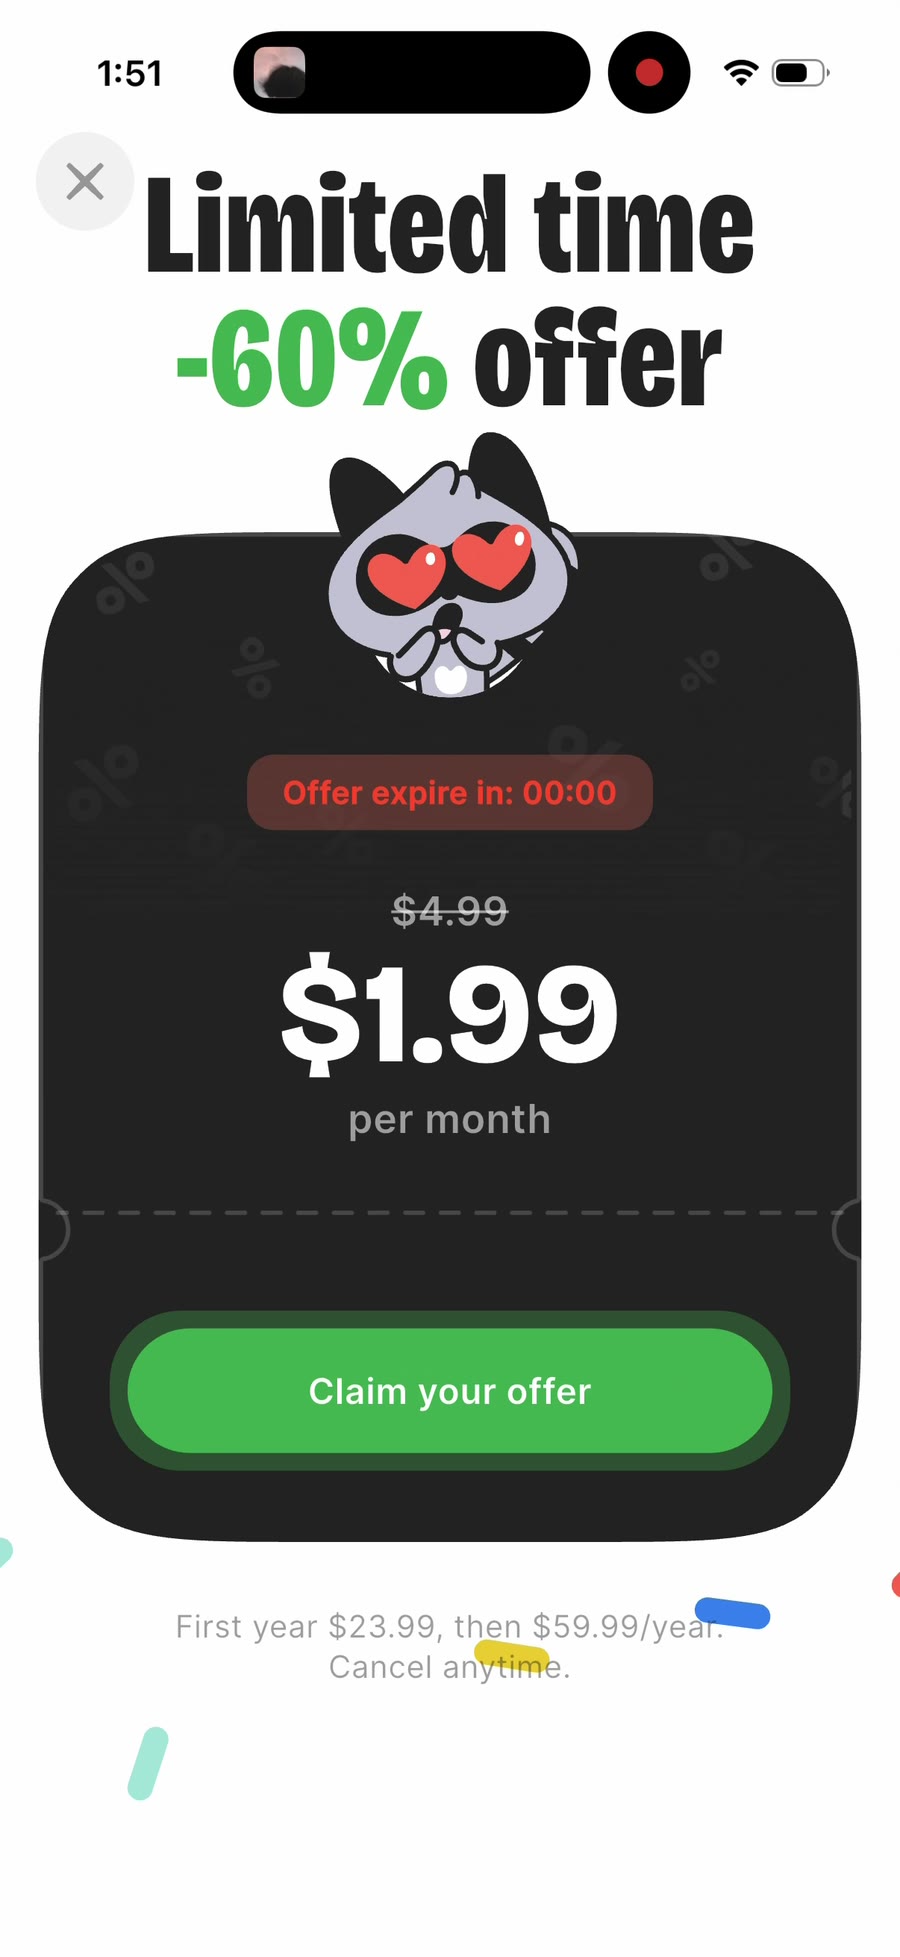 1:51
Limited time
-60% offer
Offer expire in: 00:00
$4.99
$1.99
per month
Claim your offer
First year $23.99, then $59.99/year.
Cancel anytime.